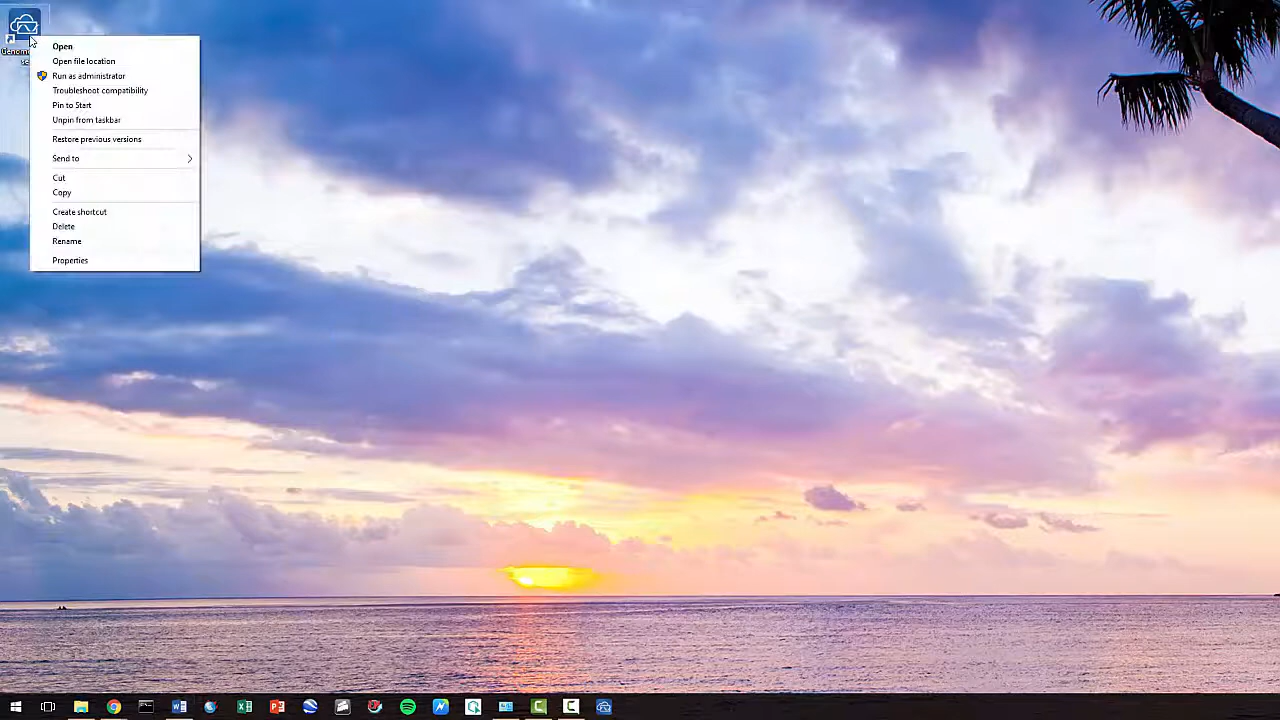 Open
Open file location
Run as administrator
Troubleshoot compatibility
Pin to Start
Unpin from taskbar
Restore previous versions
Send to
Cut
Copy
Create shortcut
Delete
Rename
Properties